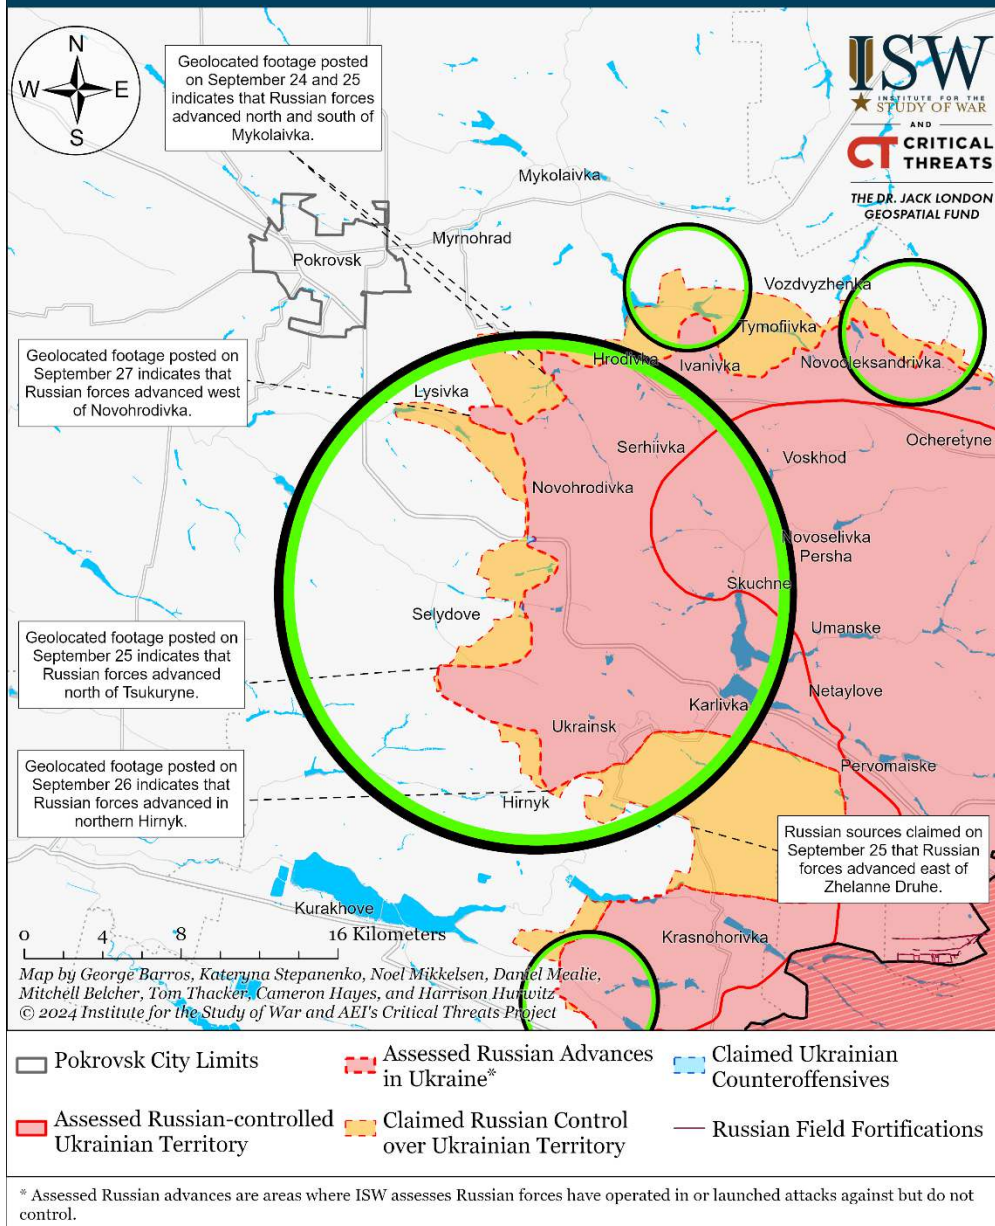 N
W
E
S
Geolocated footage posted
on September 24 and 25
indicates that Russian forces
advanced north and south of
Mykolaivka.
ISW
INSTITUTE FOR THE
STUDY OF WAR
AND
CT CRITICAL
THREATS
THE DR. JACK LONDON
GEOSPATIAL FUND
Mykolaivka
Myrnohrad
Pokrovsk
Vozdvyzhenka
Tymofiivka
Hrodivka
Ivanivka
Novooleksandrivka
Geolocated footage posted on
September 27 indicates that
Russian forces advanced west
of Novohrodivka.
Lysivka
Serhiivka
Ocheretyne
Voskhod
Novohrodivka
Novoselivka
Persha
Skuchne
Selydove
Umanske
Geolocated footage posted on
September 25 indicates that
Russian forces advanced
north of Tsukuryne.
Netaylove
Karlivka
Ukrainsk
Geolocated footage posted on
September 26 indicates that
Russian forces advanced in
northern Hirnyk.
Pervomaiske
Hirnyk
Russian sources claimed on
September 25 that Russian
forces advanced east of
Zhelanne Druhe.
Kurakhove
Krasnohorivka
0 4 8 16 Kilometers
Map by George Barros, Kateryna Stepanenko, Noel Mikkelsen, Daniel Mealie,
Mitchell Belcher, Tom Thacker, Cameron Hayes, and Harrison Hurwitz
© 2024 Institute for the Study of War and AEI's Critical Threats Project
Pokrovsk City Limits
Assessed Russian Advances
in Ukraine*
Claimed Ukrainian
Counteroffensives
Assessed Russian-controlled
Ukrainian Territory
Claimed Russian Control
over Ukrainian Territory
Russian Field Fortifications
* Assessed Russian advances are areas where ISW assesses Russian forces have operated in or launched attacks against but do not
control.